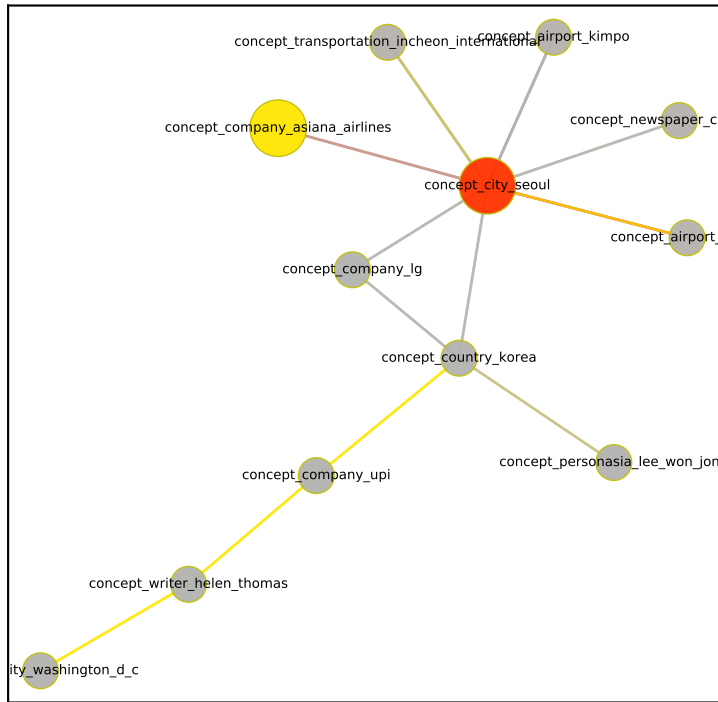 concept_transportation_incheon_international
concept_airport_kimpo
concept_newspaper_c
concept_company_asiana_airlines
concept_city_seoul
concept_airport_
concept_company_lg
concept_country_korea
concept_personasia_lee_won_jon
concept_company_upi
concept_writer_helen_thomas
ity_washington_d_c